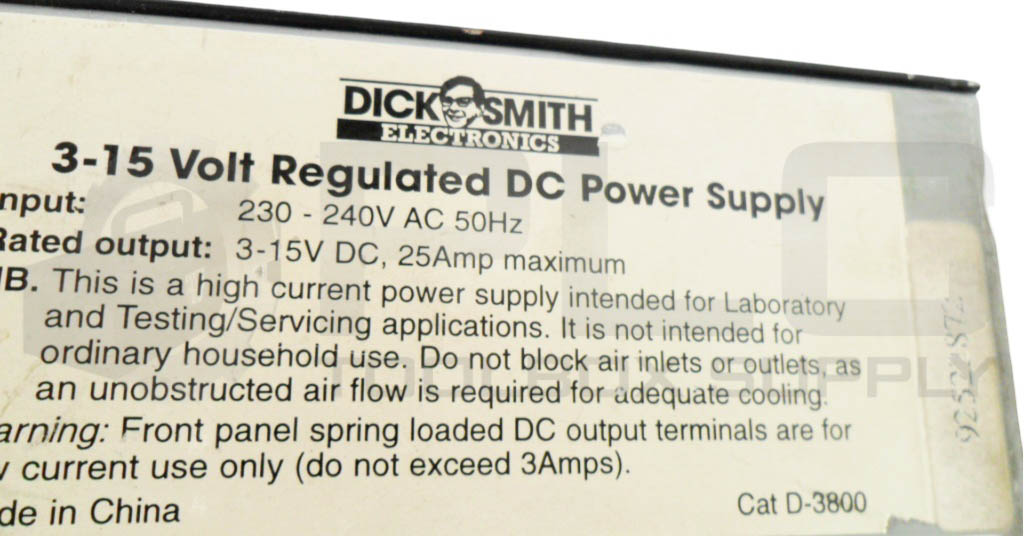 DICK SMITH
ELECTRONICS
3-15 Volt Regulated DC Power Supply
nput: 230 - 240V AC 50Hz
Rated output: 3-15V DC, 25Amp maximum
B. This is a high current power supply intended for Laboratory
and Testing/Servicing applications. It is not intended for
ordinary household use. Do not block air inlets or outlets, as
an unobstructed air flow is required for adequate cooling.
arning: Front panel spring loaded DC output terminals are for
current use only (do not exceed 3Amps).
de in China
Cat D-3800
PLC
TOOLBOX SUPPLY